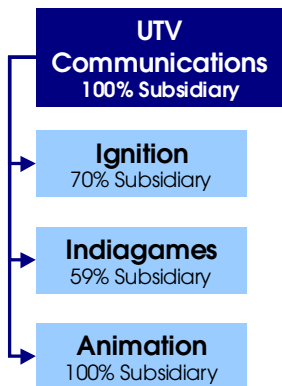 UTV
Communications
100% Subsidiary
Ignition
70% Subsidiary
Indiagames
59% Subsidiary
Animation
100% Subsidiary